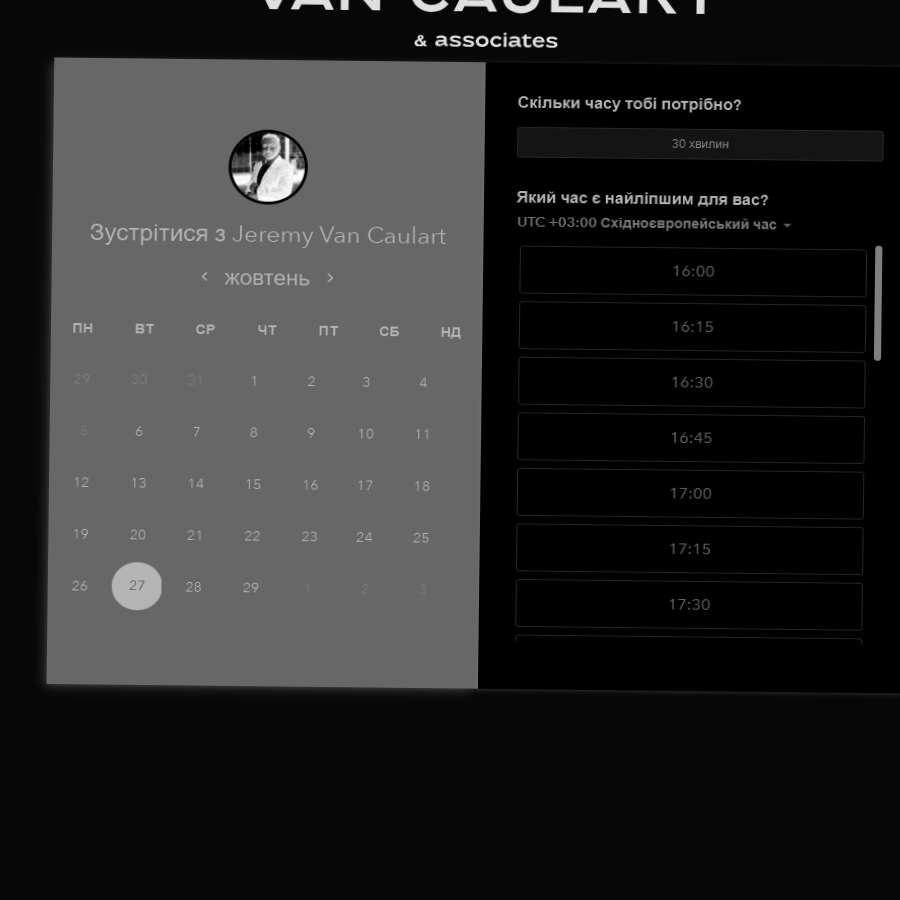 VAN CAULART
& associates
Зустрітися з Jeremy Van Caulart
жовтень
ПН ВТ СР ЧТ ПТ СБ НД
29 30 31 1 2 3 4
5 6 7 8 9 10 11
12 13 14 15 16 17 18
19 20 21 22 23 24 25
26 27 28 29 1 2 3
Скільки часу тобі потрібно?
30 хвилин
Який час є найліпшим для вас?
UTC +03:00 Східноєвропейський час
16:00
16:15
16:30
16:45
17:00
17:15
17:30